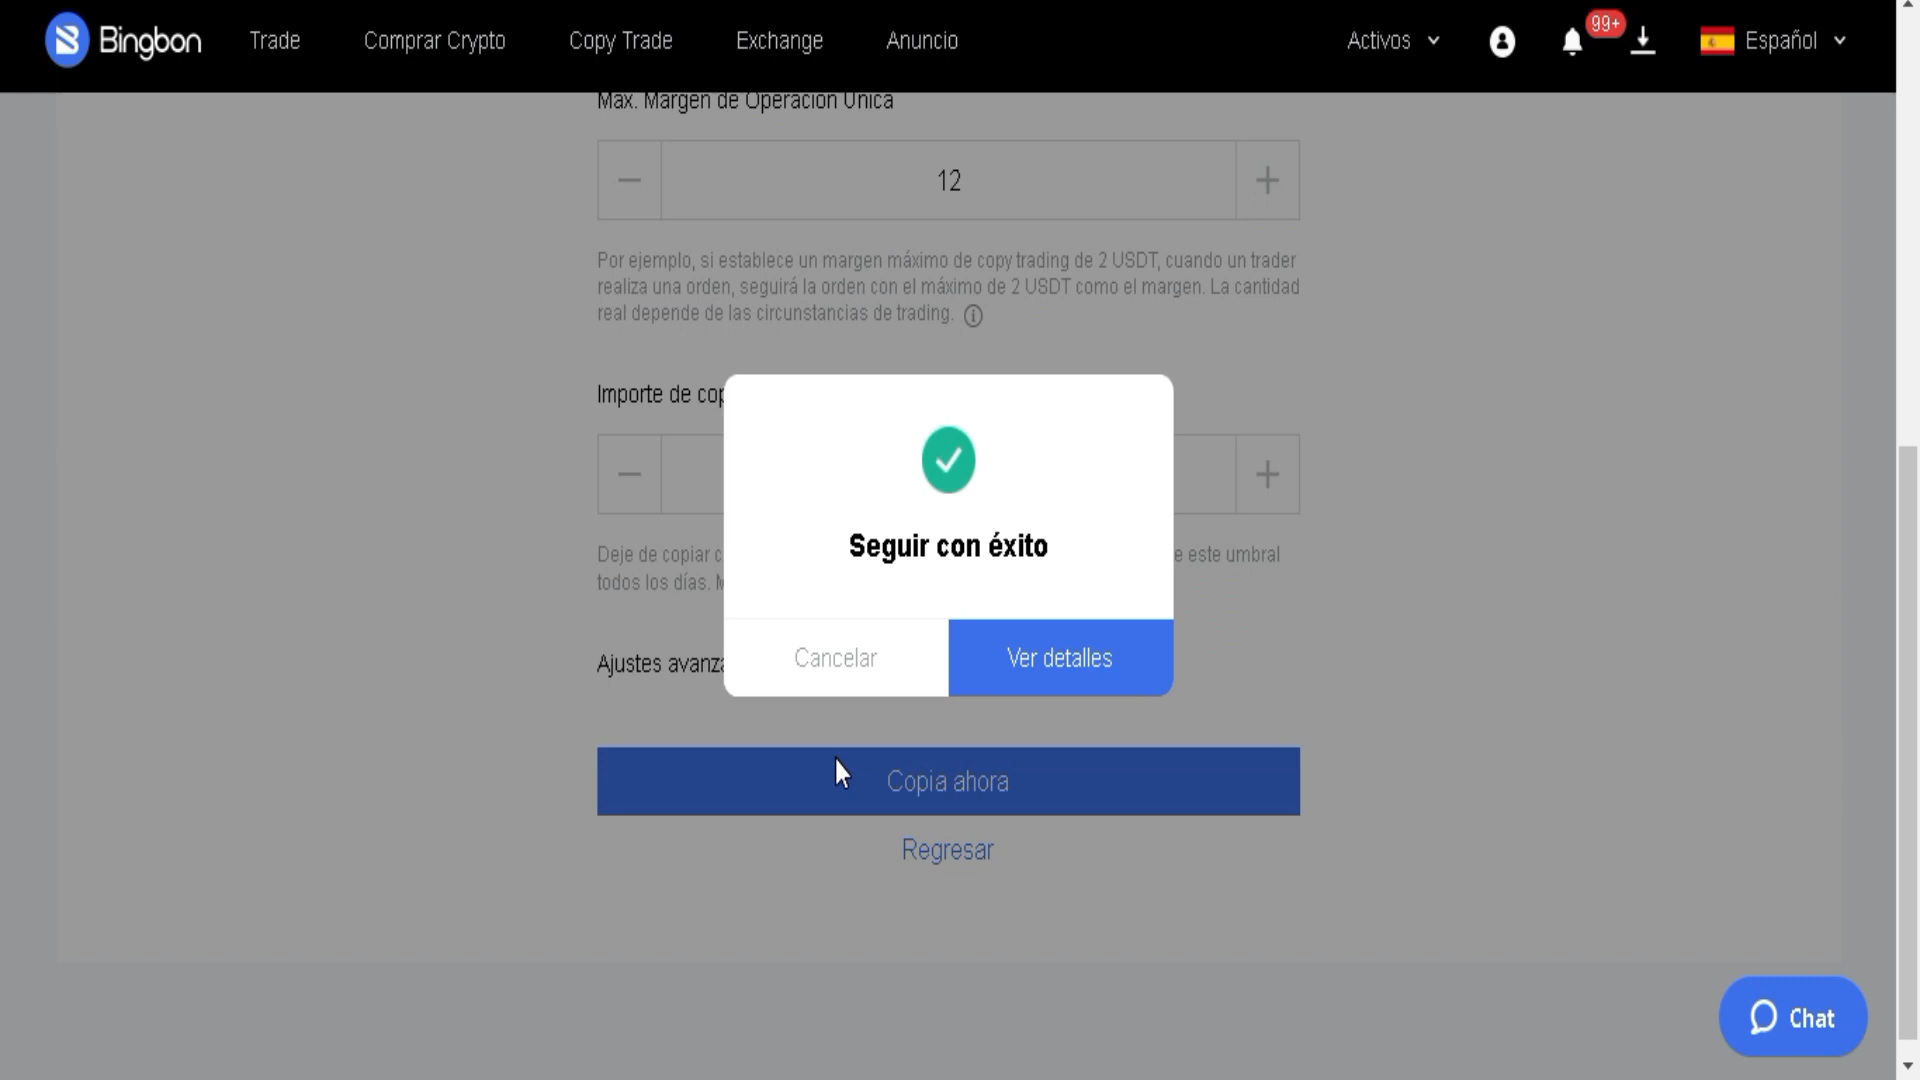 Bingbon Trade Comprar Crypto Copy Trade Exchange Anuncio Activos 99+ Español
Max. Margen de Operación Única
12
Por ejemplo, si establece un margen máximo de copy trading de 2 USDT, cuando un trader
realiza una orden, seguirá la orden con el máximo de 2 USDT como el margen. La cantidad
real depende de las circunstancias de trading.
Importe de cop
Deje de copiar c
e este umbral
todos los días. M
Seguir con éxito
Cancelar Ver detalles
Ajustes avanza
Copia ahora
Regresar
Chat